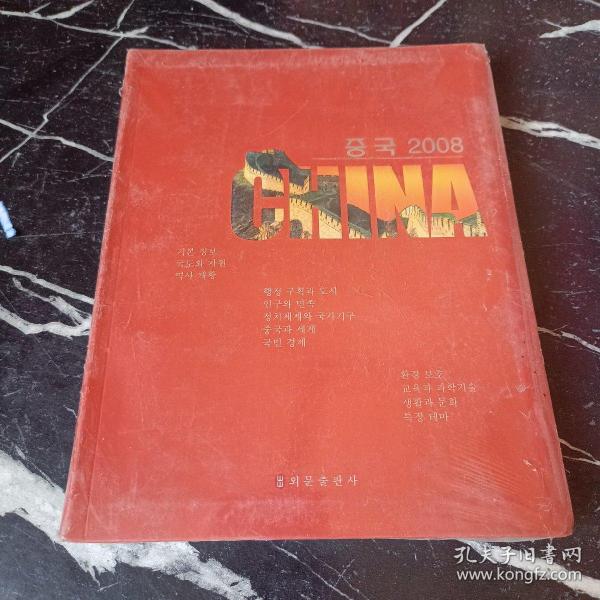 중국 2008
CHINA
기본 정보
국토와 자원
역사 개황
행정 구획과 도시
인구와 민족
정치체제와 국가기구
중국과 세계
국민 경제
환경 보호
교육과 과학기술
생활과 문화
특정 테마
외문출판사
孔夫子旧书网
www.kongfz.com